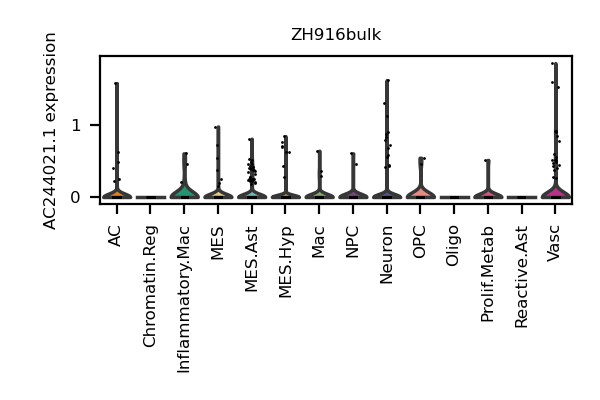 ZH916bulk
AC244021.1 expression
1
0
AC
Chromatin.Reg
Inflammatory.Mac
MES
MES.Ast
MES.Hyp
Mac
NPC
Neuron
OPC
Oligo
Prolif.Metab
Reactive.Ast
Vasc